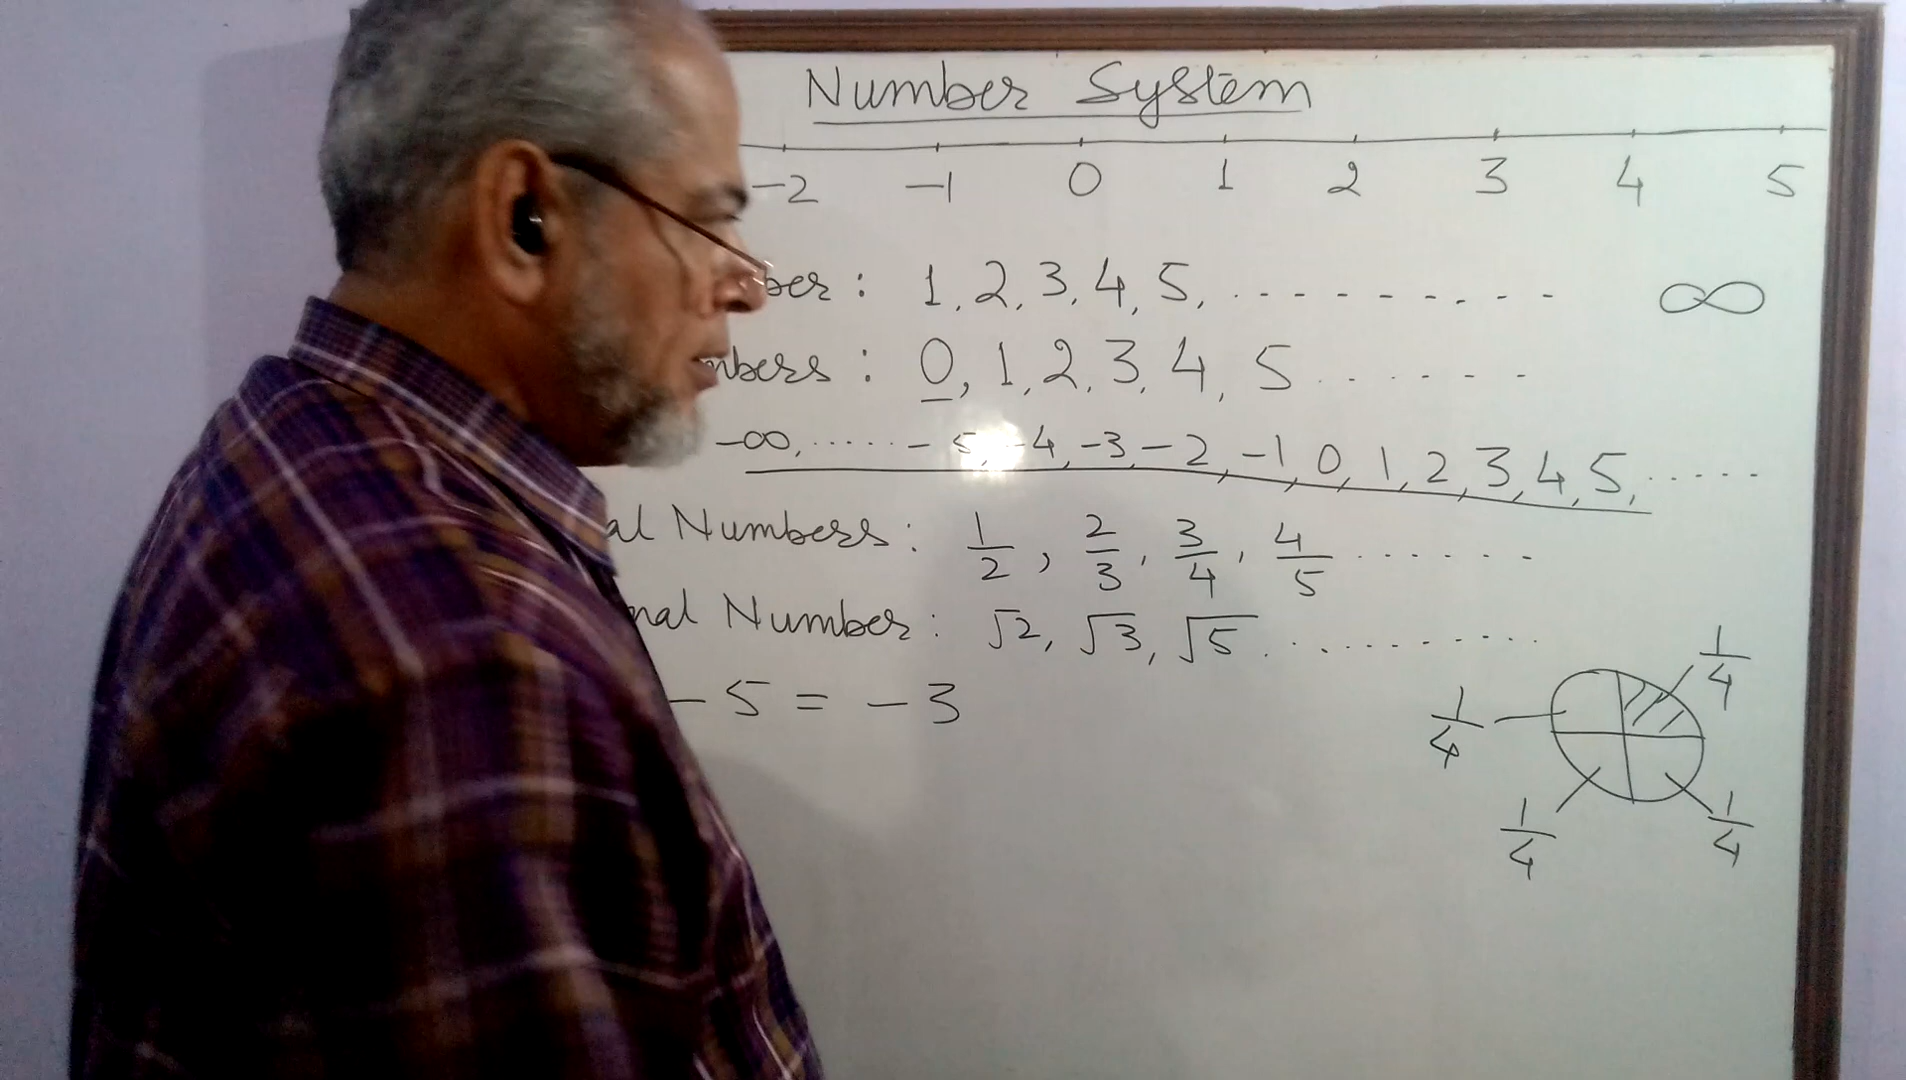 Number System
-2 -1 0 1 2 3 4 5
ber : 1, 2, 3, 4, 5, .......... ∞
mbers : 0, 1, 2, 3, 4, 5 ......
-∞, ...... -5, -4, -3, -2, -1, 0, 1, 2, 3, 4, 5, .....
al Numbers : 1/2, 2/3, 3/4, 4/5 ......
nal Number : √2, √3, √5 ..........
- 5 = - 3
1/4
1/4
1/4
1/4